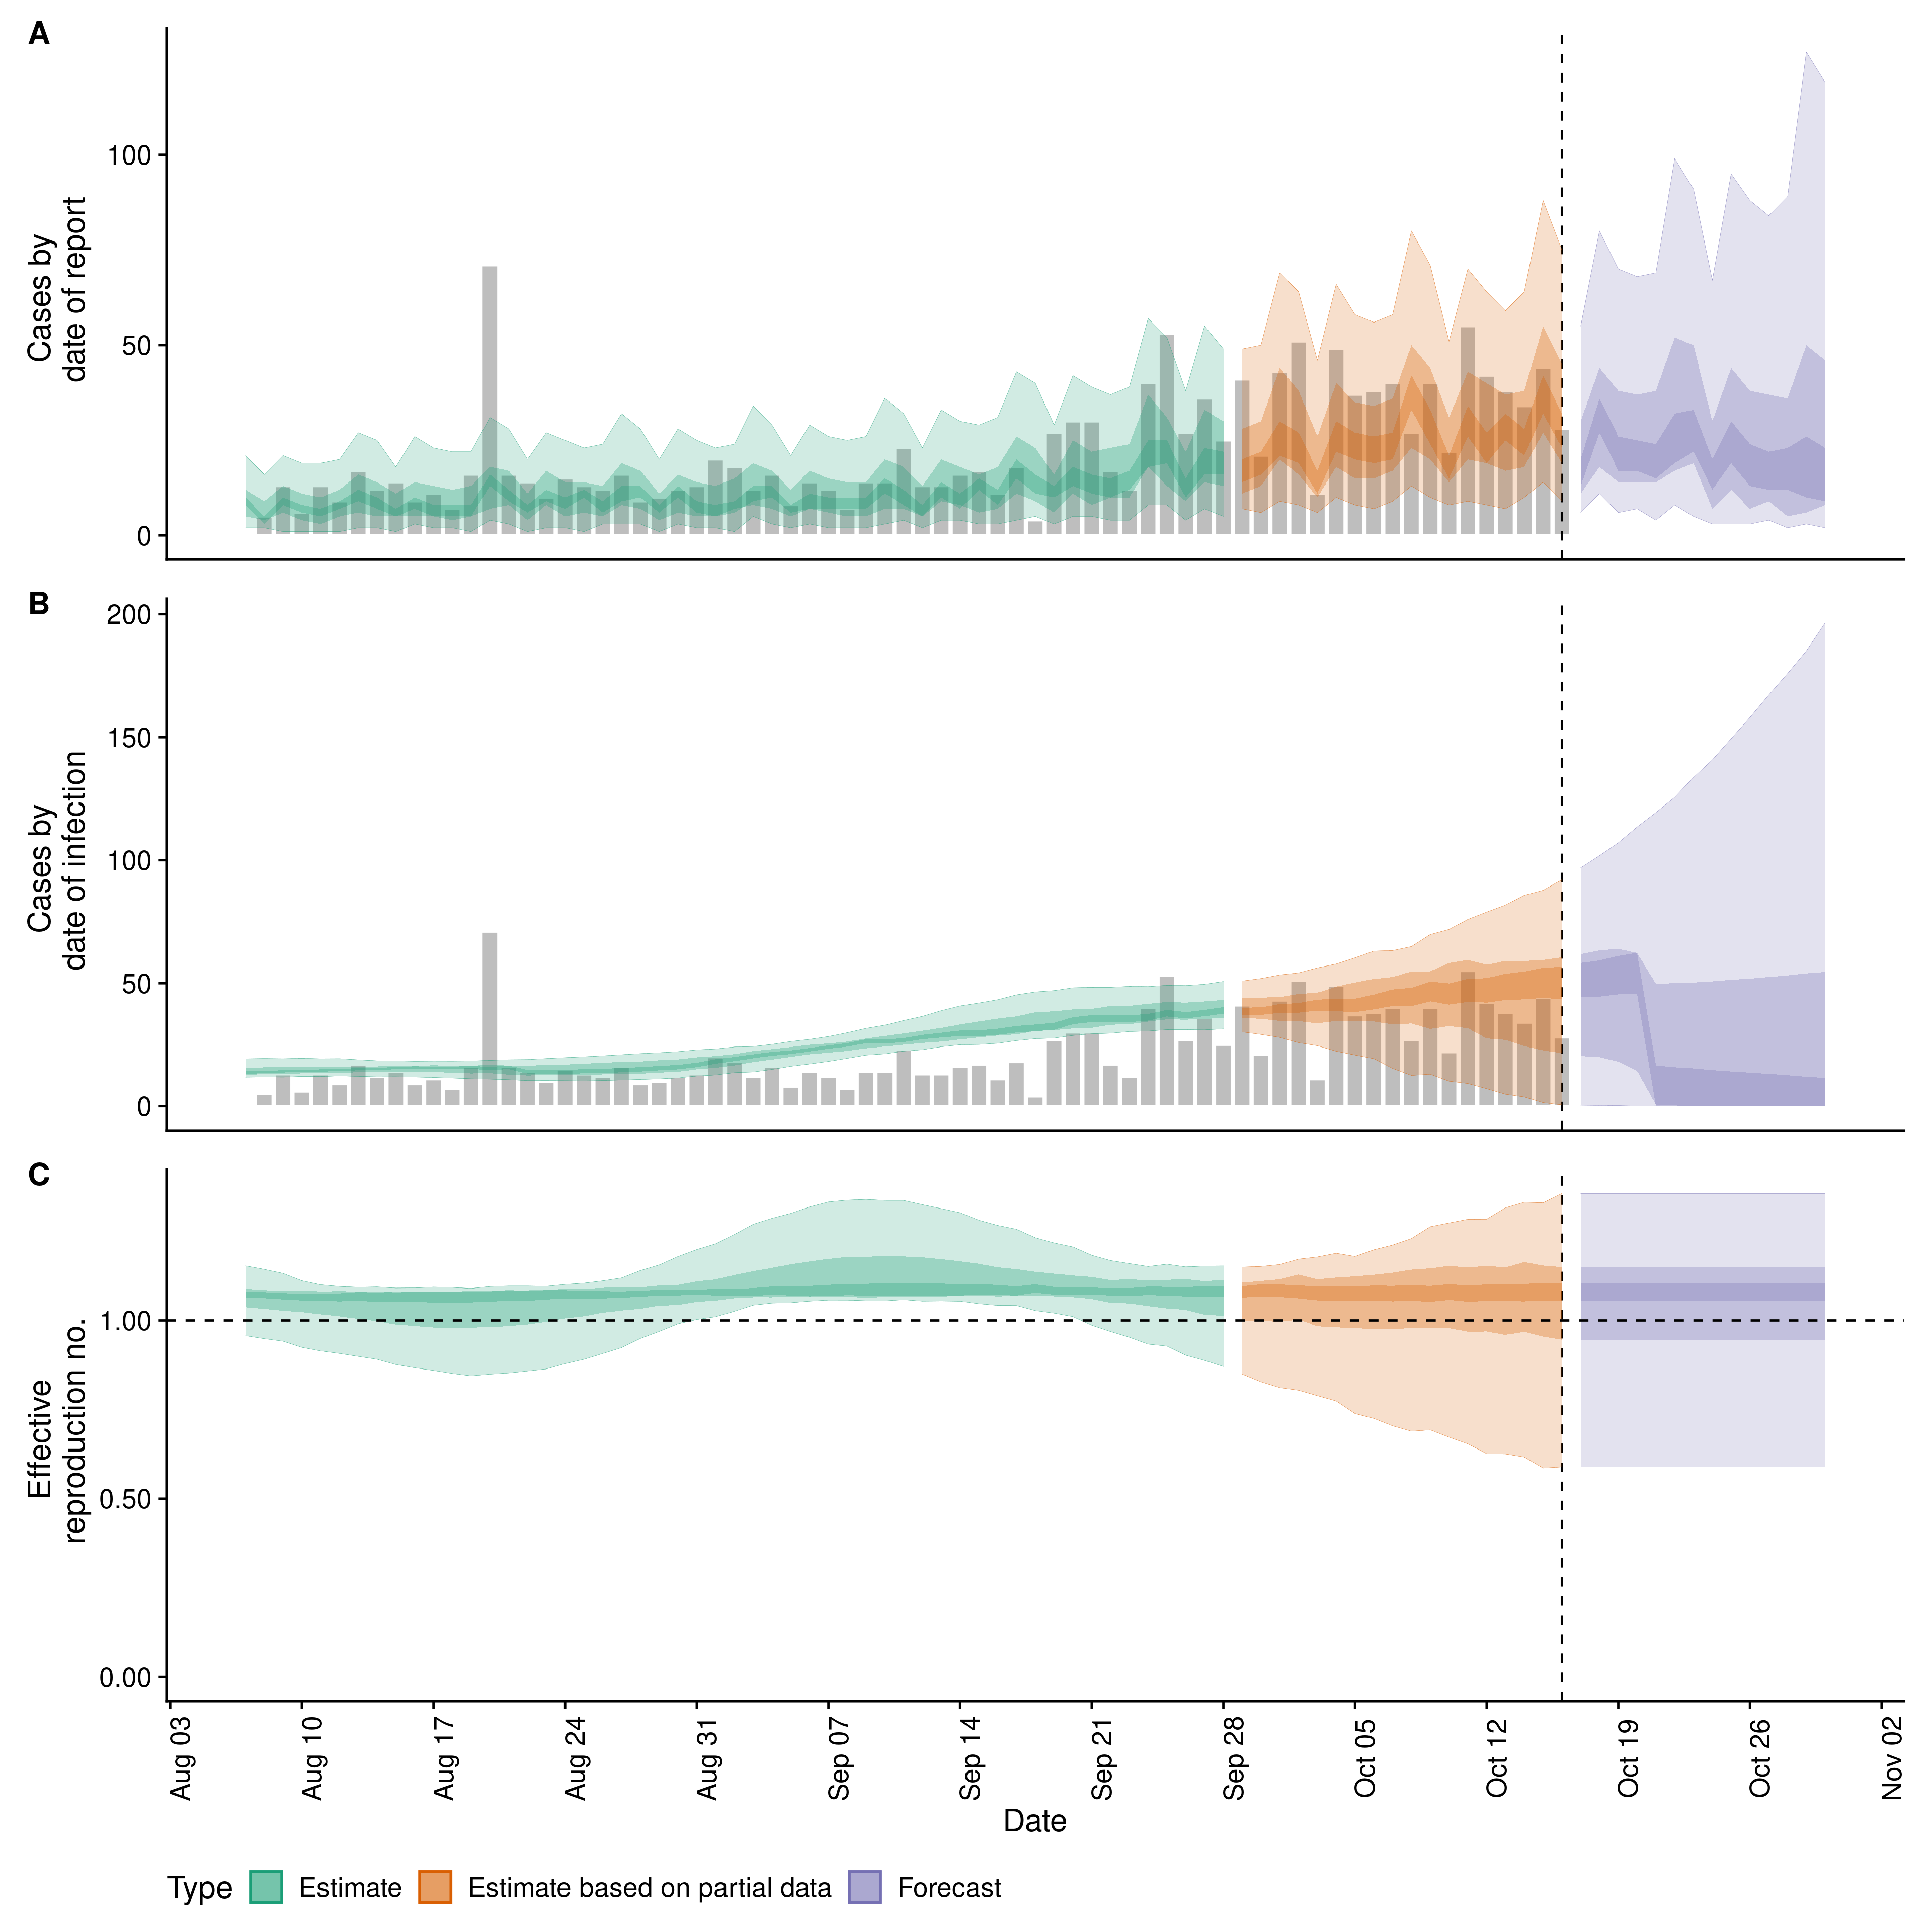 A
Cases by
date of report
100
50
0
B
Cases by
date of infection
200
150
100
50
0
C
Effective
reproduction no.
1.00
0.50
0.00
Aug 03
Aug 10
Aug 17
Aug 24
Aug 31
Sep 07
Sep 14
Sep 21
Sep 28
Oct 05
Oct 12
Oct 19
Oct 26
Nov 02
Date
Type
Estimate
Estimate based on partial data
Forecast